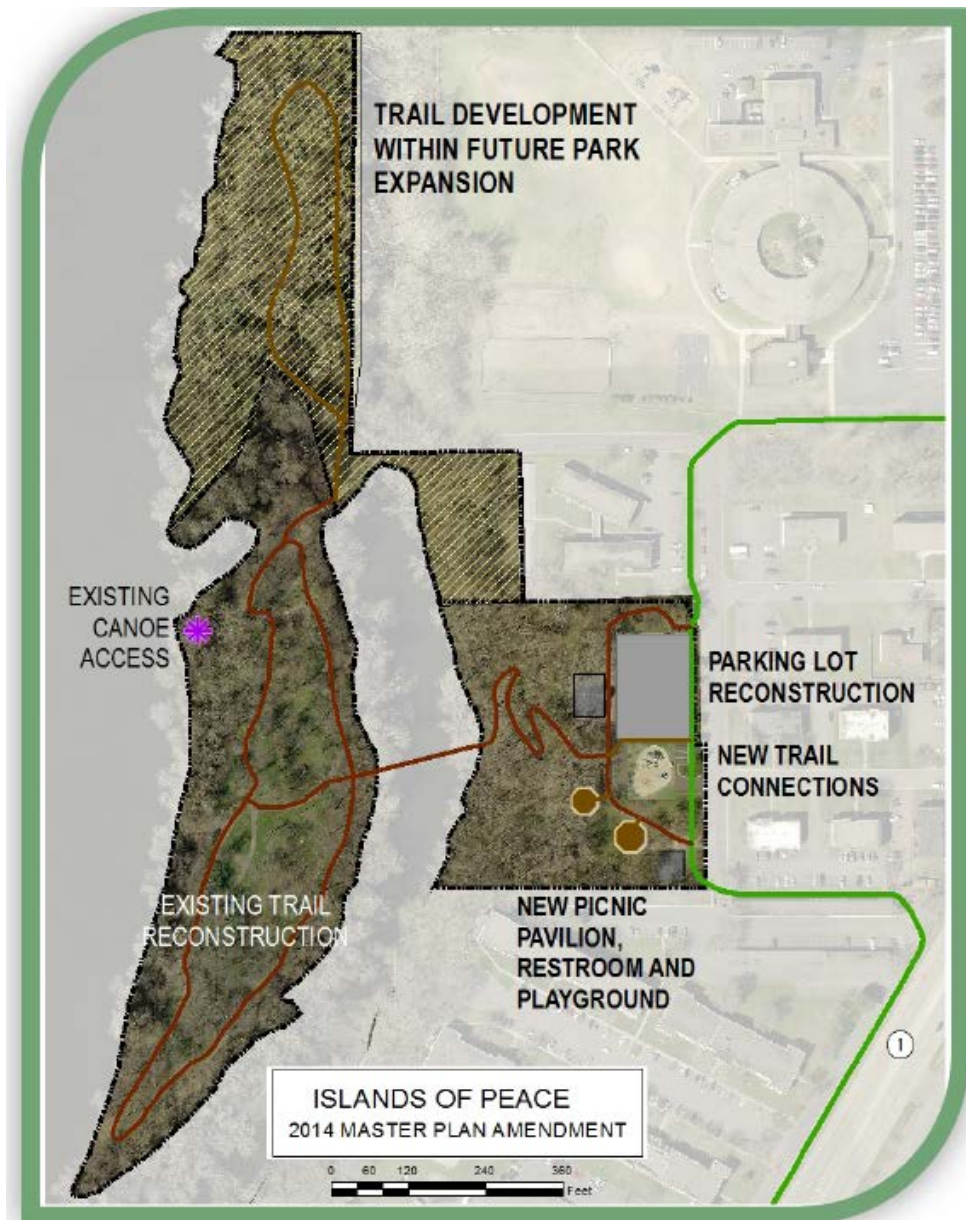 TRAIL DEVELOPMENT
WITHIN FUTURE PARK
EXPANSION
EXISTING
CANOE
ACCESS
PARKING LOT
RECONSTRUCTION
NEW TRAIL
CONNECTIONS
EXISTING TRAIL
RECONSTRUCTION
NEW PICNIC
PAVILION,
RESTROOM AND
PLAYGROUND
1
ISLANDS OF PEACE
2014 MASTER PLAN AMENDMENT
0 60 120 240 360
Feet